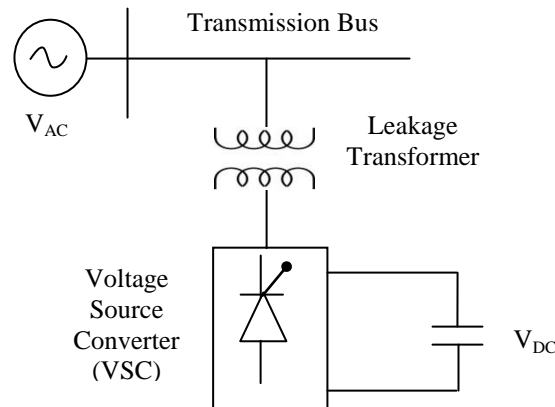 Transmission Bus
V_AC
Leakage
Transformer
Voltage
Source
Converter
(VSC)
V_DC